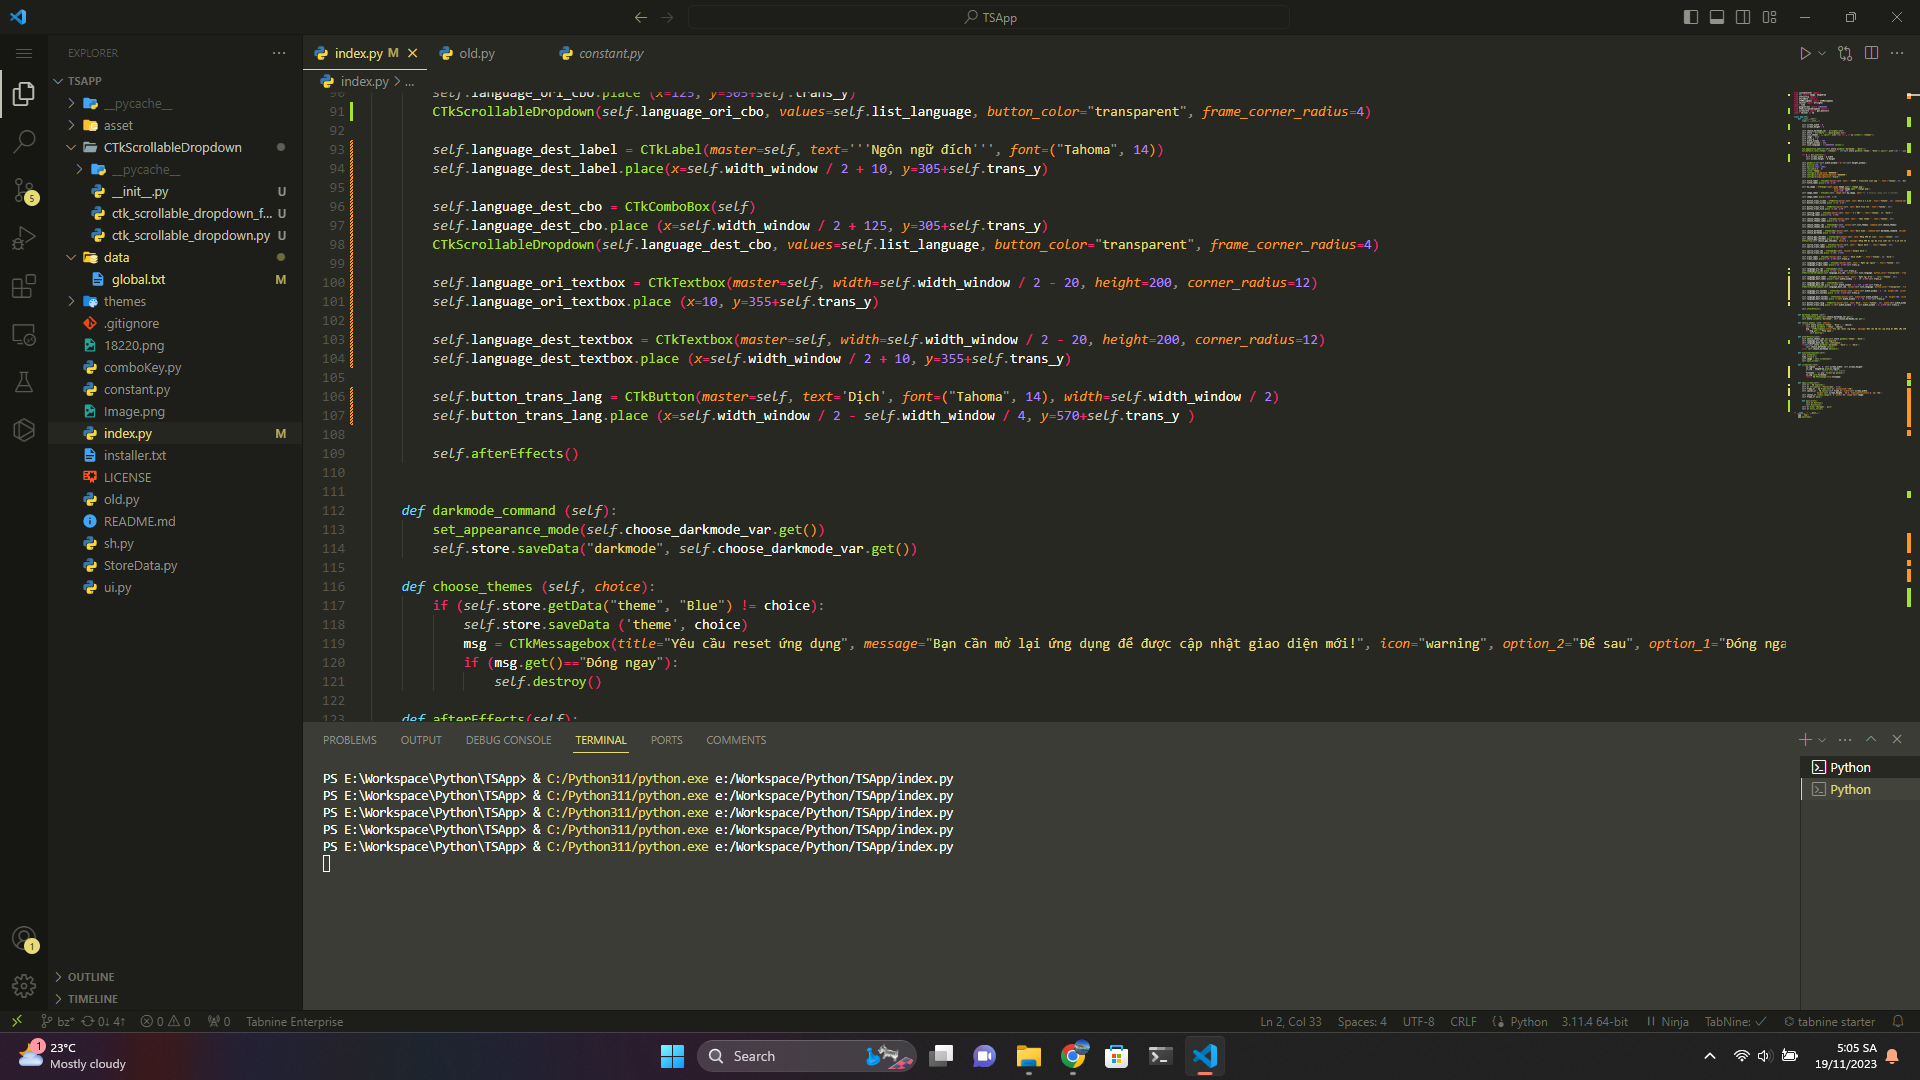 TSApp
EXPLORER
TSAPP
__pycache__
asset
CTkScrollableDropdown
__pycache__
__init__.py U
ctk_scrollable_dropdown_f... U
ctk_scrollable_dropdown.py U
data
global.txt M
themes
.gitignore
18220.png
comboKey.py
constant.py
Image.png
index.py M
installer.txt
LICENSE
old.py
README.md
sh.py
StoreData.py
ui.py
OUTLINE
TIMELINE
5
1
index.py M
old.py
constant.py
index.py > ...
90 self.language_ori_cbo.place (x=125, y=305+self.trans_y)
91 CTkScrollableDropdown(self.language_ori_cbo, values=self.list_language, button_color="transparent", frame_corner_radius=4)
92
93 self.language_dest_label = CTkLabel(master=self, text='''Ngôn ngữ đích''', font=("Tahoma", 14))
94 self.language_dest_label.place(x=self.width_window / 2 + 10, y=305+self.trans_y)
95
96 self.language_dest_cbo = CTkComboBox(self)
97 self.language_dest_cbo.place (x=self.width_window / 2 + 125, y=305+self.trans_y)
98 CTkScrollableDropdown(self.language_dest_cbo, values=self.list_language, button_color="transparent", frame_corner_radius=4)
99
100 self.language_ori_textbox = CTkTextbox(master=self, width=self.width_window / 2 - 20, height=200, corner_radius=12)
101 self.language_ori_textbox.place (x=10, y=355+self.trans_y)
102
103 self.language_dest_textbox = CTkTextbox(master=self, width=self.width_window / 2 - 20, height=200, corner_radius=12)
104 self.language_dest_textbox.place (x=self.width_window / 2 + 10, y=355+self.trans_y)
105
106 self.button_trans_lang = CTkButton(master=self, text='Dịch', font=("Tahoma", 14), width=self.width_window / 2)
107 self.button_trans_lang.place (x=self.width_window / 2 - self.width_window / 4, y=570+self.trans_y )
108
109 self.afterEffects()
110
111
112 def darkmode_command (self):
113 set_appearance_mode(self.choose_darkmode_var.get())
114 self.store.saveData("darkmode", self.choose_darkmode_var.get())
115
116 def choose_themes (self, choice):
117 if (self.store.getData("theme", "Blue") != choice):
118 self.store.saveData ('theme', choice)
119 msg = CTkMessagebox(title="Yêu cầu reset ứng dụng", message="Bạn cần mở lại ứng dụng để được cập nhật giao diện mới!", icon="warning", option_2="Để sau", option_1="Đóng nga
120 if (msg.get()=="Đóng ngay"):
121 self.destroy()
122
123 def afterEffects(self):
PROBLEMS OUTPUT DEBUG CONSOLE TERMINAL PORTS COMMENTS
PS E:\Workspace\Python\TSApp> & C:/Python311/python.exe e:/Workspace/Python/TSApp/index.py
PS E:\Workspace\Python\TSApp> & C:/Python311/python.exe e:/Workspace/Python/TSApp/index.py
PS E:\Workspace\Python\TSApp> & C:/Python311/python.exe e:/Workspace/Python/TSApp/index.py
PS E:\Workspace\Python\TSApp> & C:/Python311/python.exe e:/Workspace/Python/TSApp/index.py
PS E:\Workspace\Python\TSApp> & C:/Python311/python.exe e:/Workspace/Python/TSApp/index.py
Python
Python
bz* 0↓ 4↑ 0 0 0 Tabnine Enterprise Ln 2, Col 33 Spaces: 4 UTF-8 CRLF Python 3.11.4 64-bit Ninja TabNine: tabnine starter
1
23°C
Mostly cloudy
Search
5:05 SA
19/11/2023